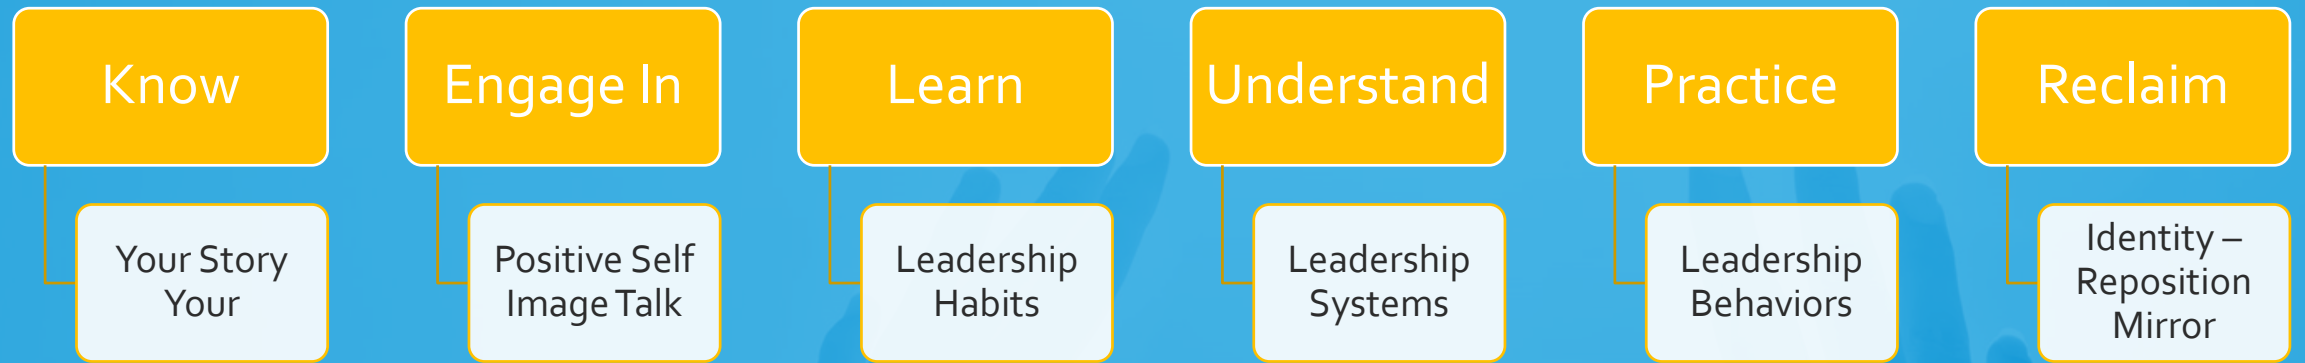 Know
Your Story
Your
Engage In
Positive Self
Image Talk
Learn
Leadership
Habits
Understand
Leadership
Systems
Practice
Leadership
Behaviors
Reclaim
Identity –
Reposition
Mirror